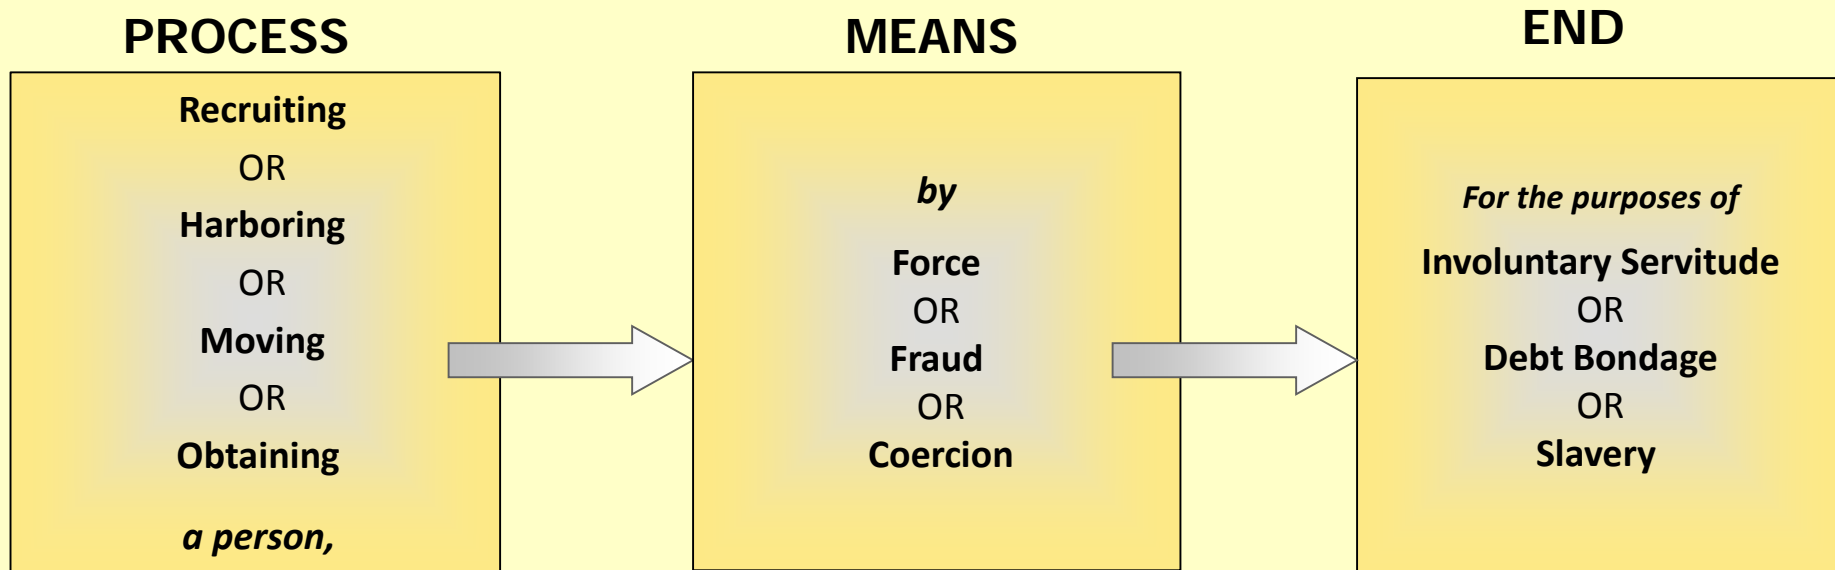 PROCESS
Recruiting
OR
Harboring
OR
Moving
OR
Obtaining
a person,
MEANS
by
Force
OR
Fraud
OR
Coercion
END
For the purposes of
Involuntary Servitude
OR
Debt Bondage
OR
Slavery